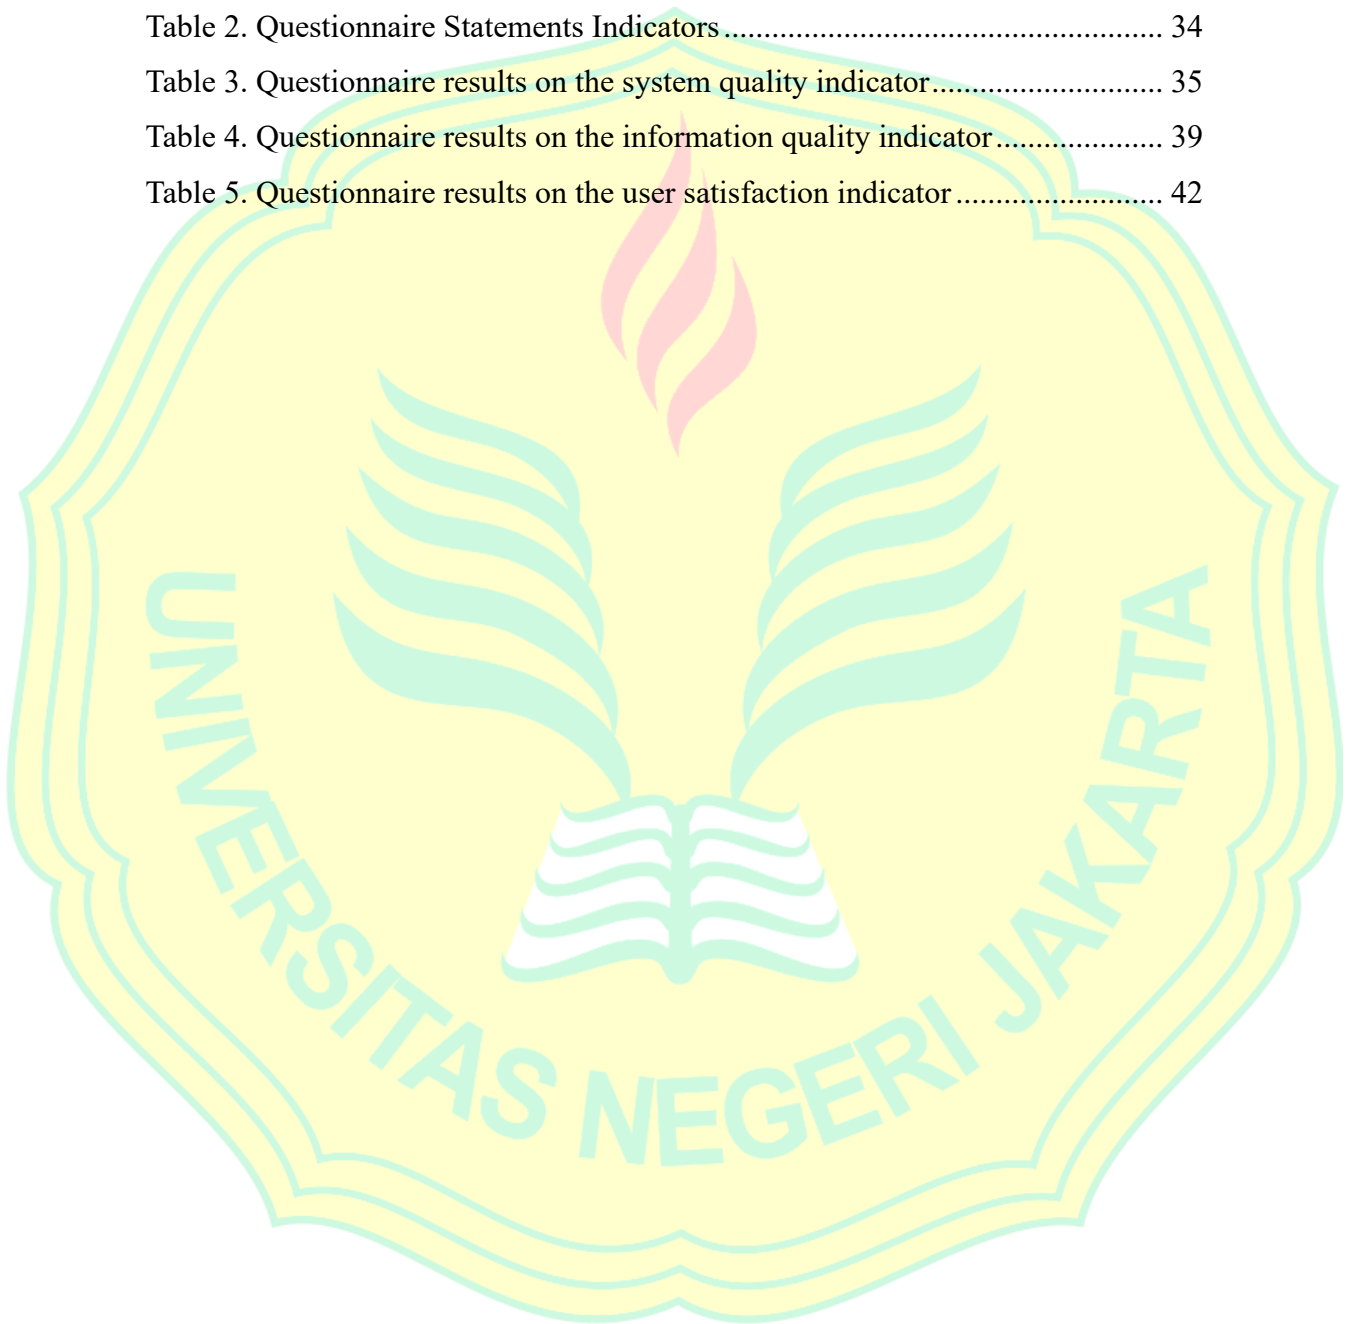 Table 2. Questionnaire Statements Indicators....................................................... 34
Table 3. Questionnaire results on the system quality indicator............................. 35
Table 4. Questionnaire results on the information quality indicator..................... 39
Table 5. Questionnaire results on the user satisfaction indicator.......................... 42
UNIVERSITAS NEGERI JAKARTA